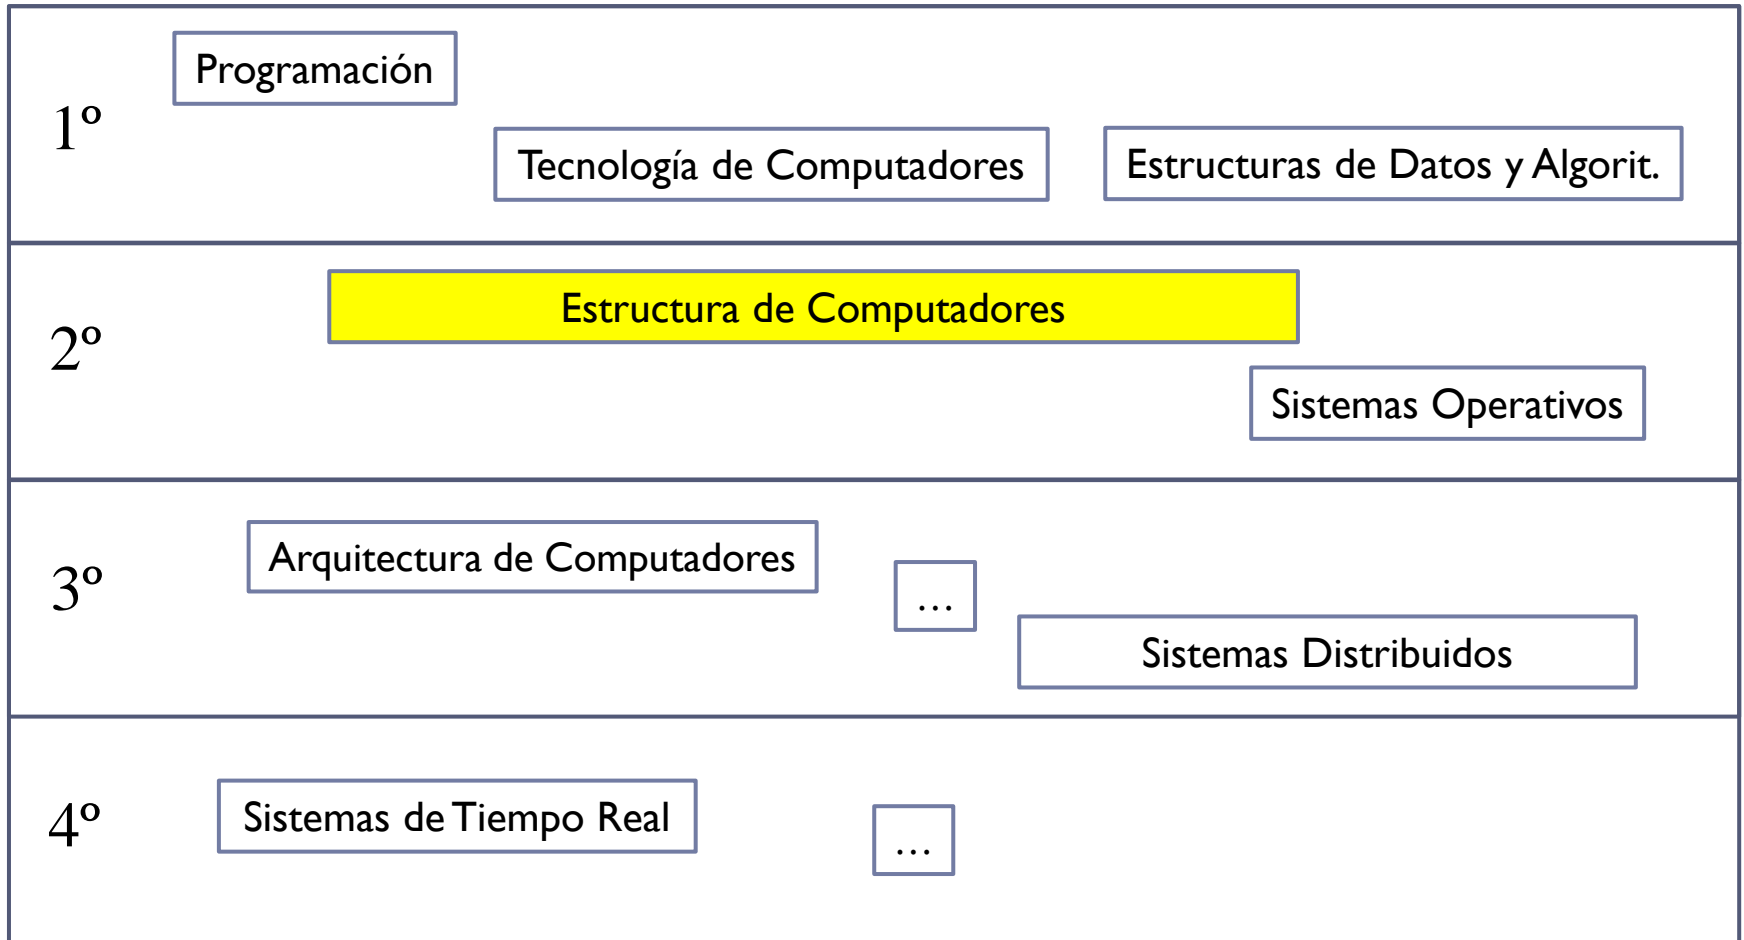 1º
Programación
Tecnología de Computadores
Estructuras de Datos y Algorit.
2º
Estructura de Computadores
Sistemas Operativos
3º
Arquitectura de Computadores
...
Sistemas Distribuidos
4º
Sistemas de Tiempo Real
...